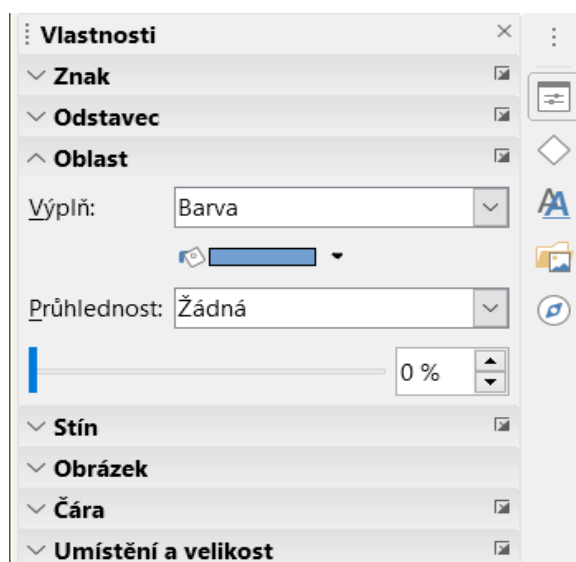 Vlastnosti
Znak
Odstavec
Oblast
Výplň: Barva
Průhlednost: Žádná
0 %
Stín
Obrázek
Čára
Umístění a velikost